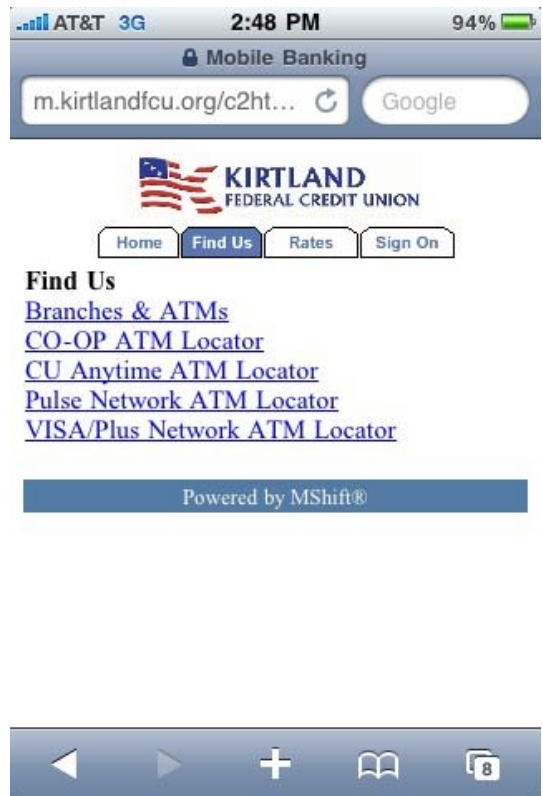 AT&T 3G 2:48 PM 94%
Mobile Banking
m.kirtlandfcu.org/c2ht... Google
KIRTLAND
FEDERAL CREDIT UNION
Home Find Us Rates Sign On
Find Us
Branches & ATMs
CO-OP ATM Locator
CU Anytime ATM Locator
Pulse Network ATM Locator
VISA/Plus Network ATM Locator
Powered by MShift®
8